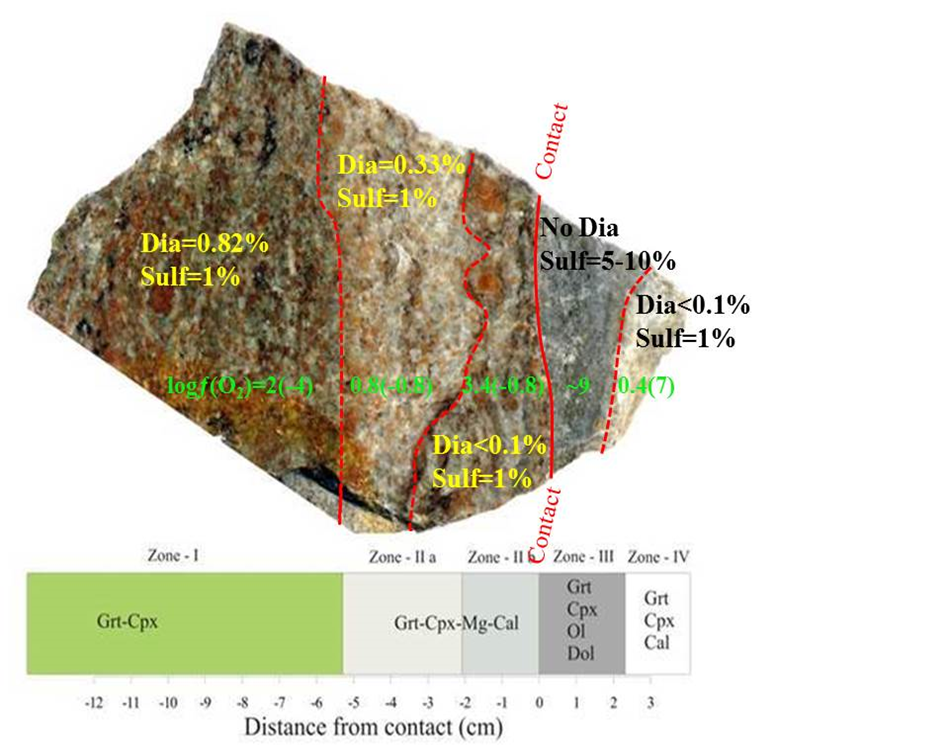 Contact
Dia=0.33%
Sulf=1%
No Dia
Sulf=5-10%
Dia=0.82%
Sulf=1%
Dia<0.1%
Sulf=1%
logf(O₂)=2(-4)
0.8(-0.8)
3.4(-0.8)
~9
0.4(7)
Dia<0.1%
Sulf=1%
Contact
Zone - I
Zone - II a
Zone - II b
Zone - III
Zone - IV
Grt-Cpx
Grt-Cpx-Mg-Cal
Grt
Cpx
Ol
Dol
Grt
Cpx
Cal
-12 -11 -10 -9 -8 -7 -6 -5 -4 -3 -2 -1 0 1 2 3
Distance from contact (cm)